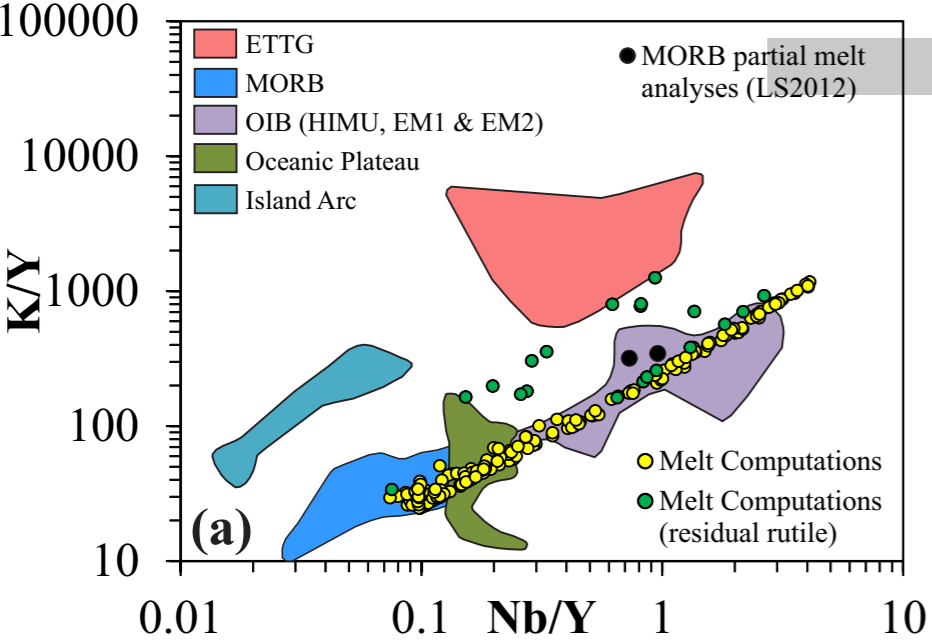 100000
10000
1000
100
10
K/Y
ETTG
MORB
OIB (HIMU, EM1 & EM2)
Oceanic Plateau
Island Arc
MORB partial melt
analyses (LS2012)
Melt Computations
Melt Computations
(residual rutile)
(a)
0.01
0.1
Nb/Y
1
10